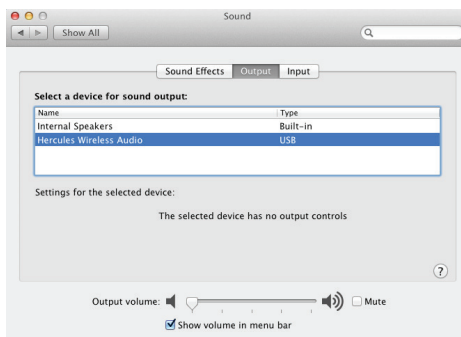 Sound
Show All
Sound Effects Output Input
Select a device for sound output:
Name Type
Internal Speakers Built-in
Hercules Wireless Audio USB
Settings for the selected device:
The selected device has no output controls
?
Output volume: Mute
Show volume in menu bar